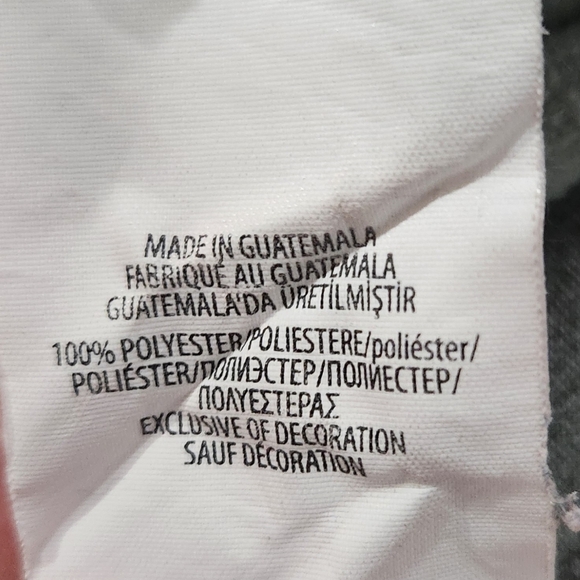 MADE IN GUATEMALA
FABRIQUÉ AU GUATEMALA
GUATEMALA'DA ÜRETİLMİŞTİR
100% POLYESTER/POLIESTERE/poliéster/
POLIÉSTER/ПОЛИЭСТЕР/ПОЛИЕСТЕР/
ΠΟΛΥΕΣΤΕΡΑΣ
EXCLUSIVE OF DECORATION
SAUF DÉCORATION